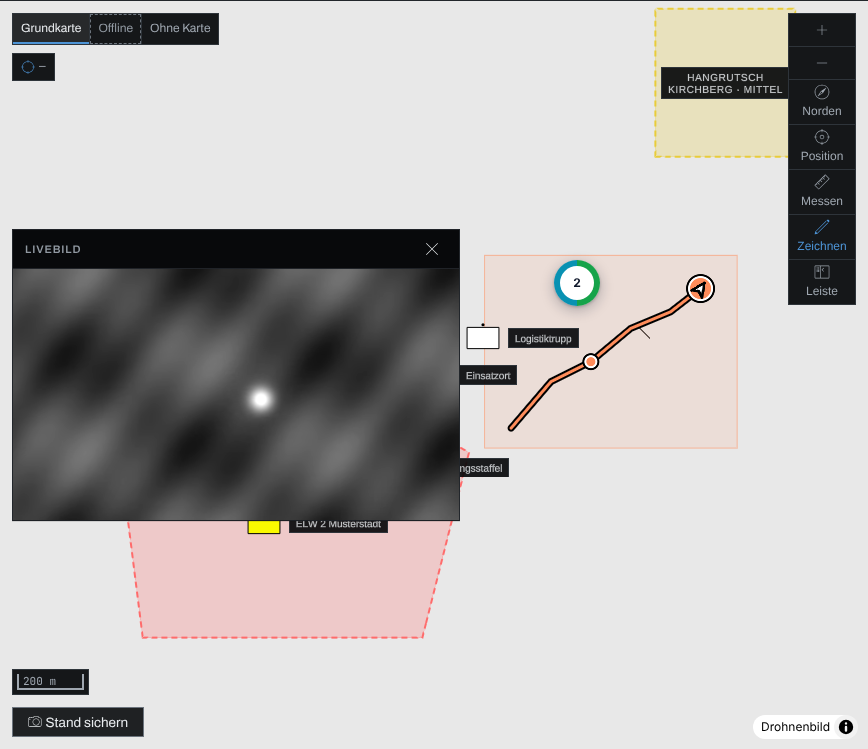 Grundkarte Offline Ohne Karte
–
HANGRUTSCH
KIRCHBERG - MITTEL
+
–
Norden
Position
Messen
Zeichnen
Leiste
LIVEBILD
2
Logistiktrupp
Einsatzort
ngsstaffel
ELW 2 Musterstadt
200 m
Stand sichern
Drohnenbild